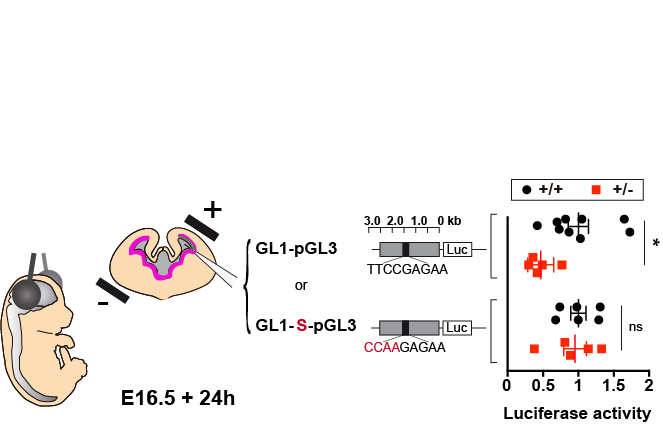 +/+ +/-
3.0 2.0 1.0 0 kb
+
GL1-pGL3
Luc
*
TTCCGAGAA
or
-
GL1-S-pGL3
Luc
ns
CCAAGAGAA
E16.5 + 24h
0 0.5 1 1.5 2
Luciferase activity